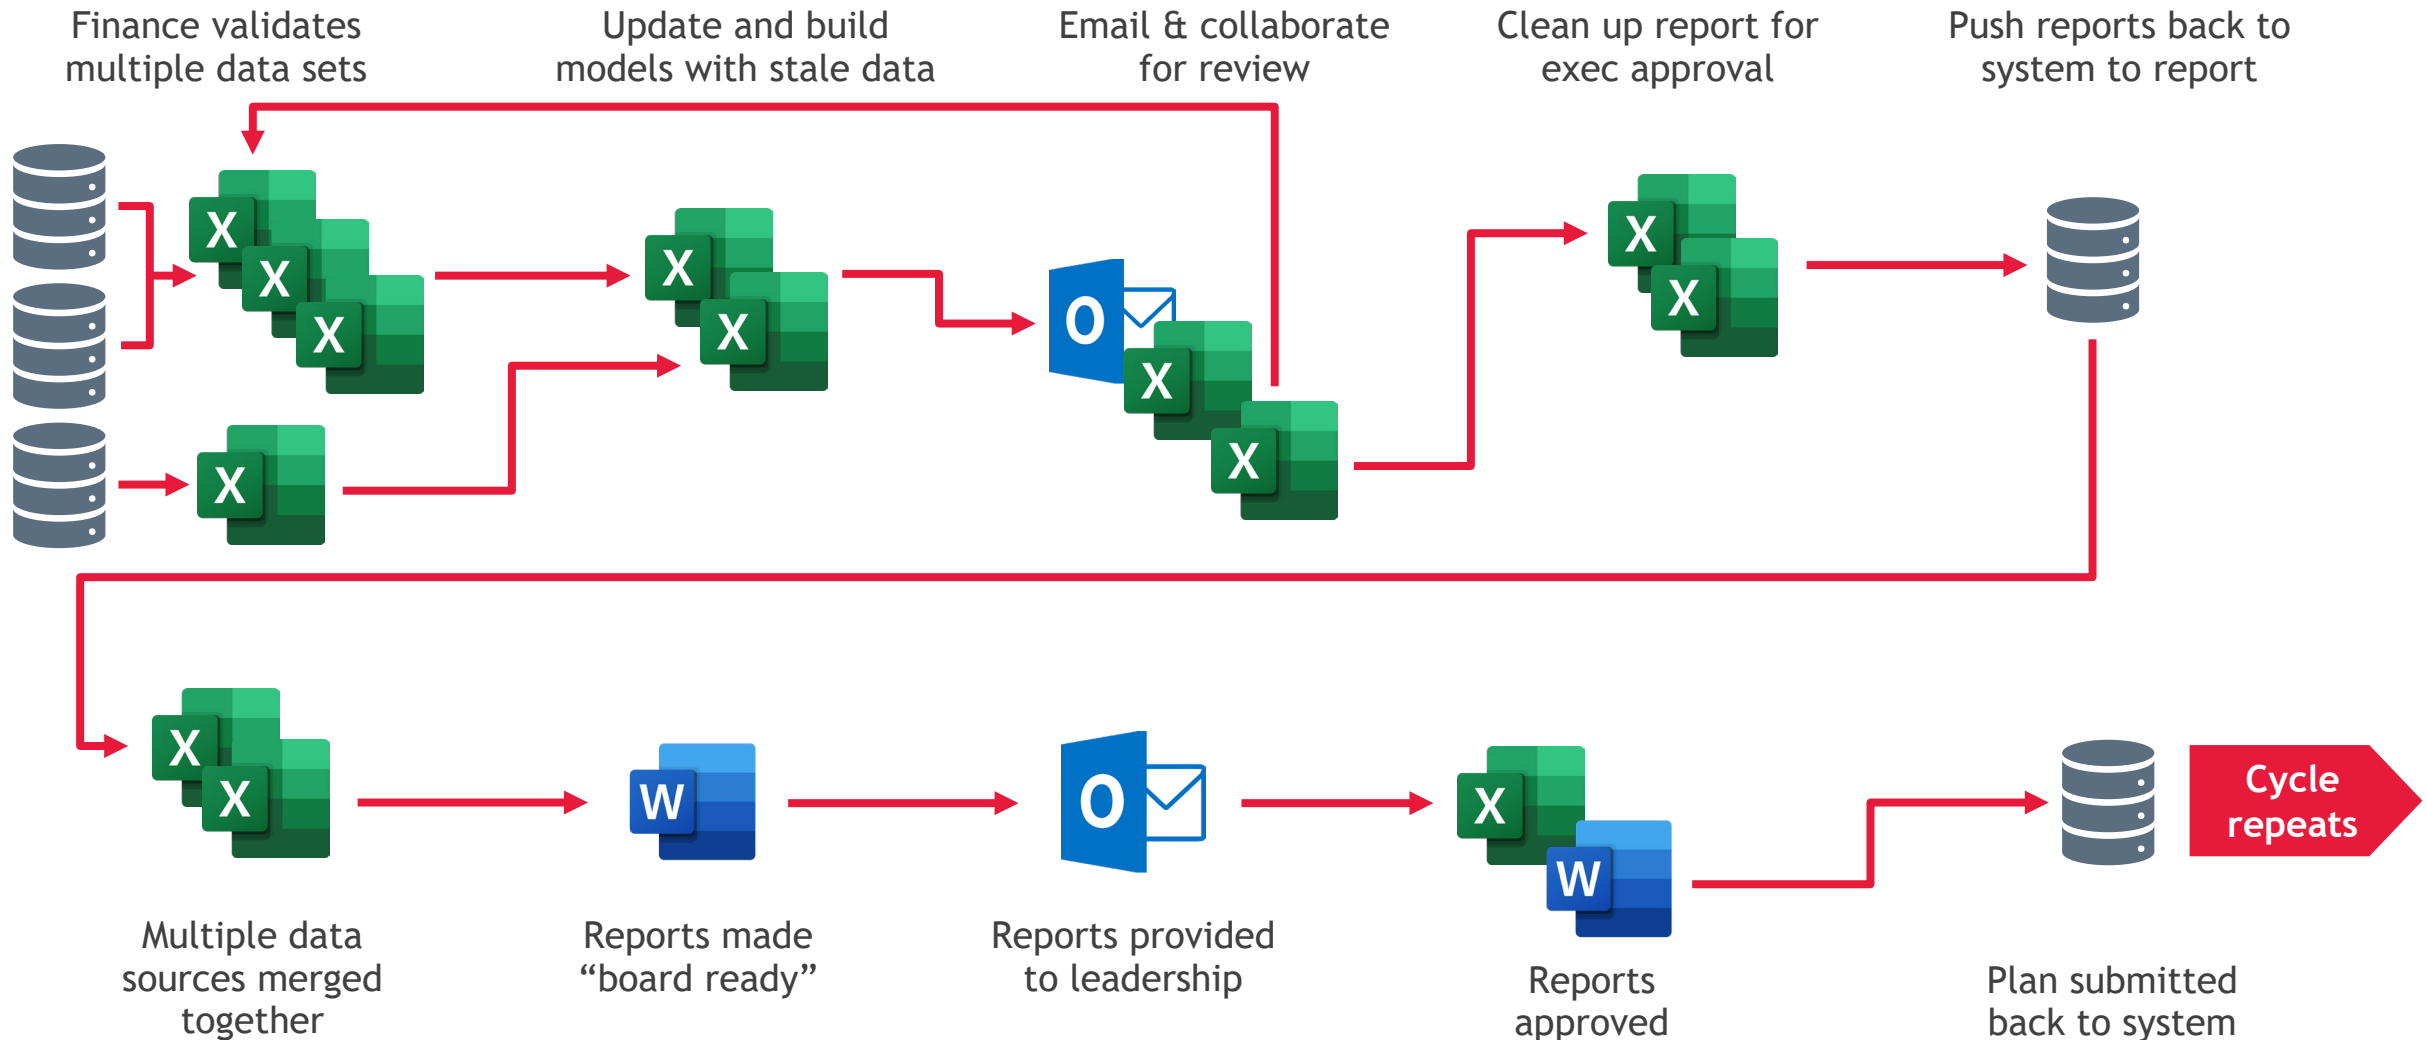 Finance validates
multiple data sets
Update and build
models with stale data
Email & collaborate
for review
Clean up report for
exec approval
Push reports back to
system to report
X
X
X
X
X
X
O
X
X
X
X
X
X
W
O
X
W
Cycle
repeats
Multiple data
sources merged
together
Reports made
“board ready”
Reports provided
to leadership
Reports
approved
Plan submitted
back to system